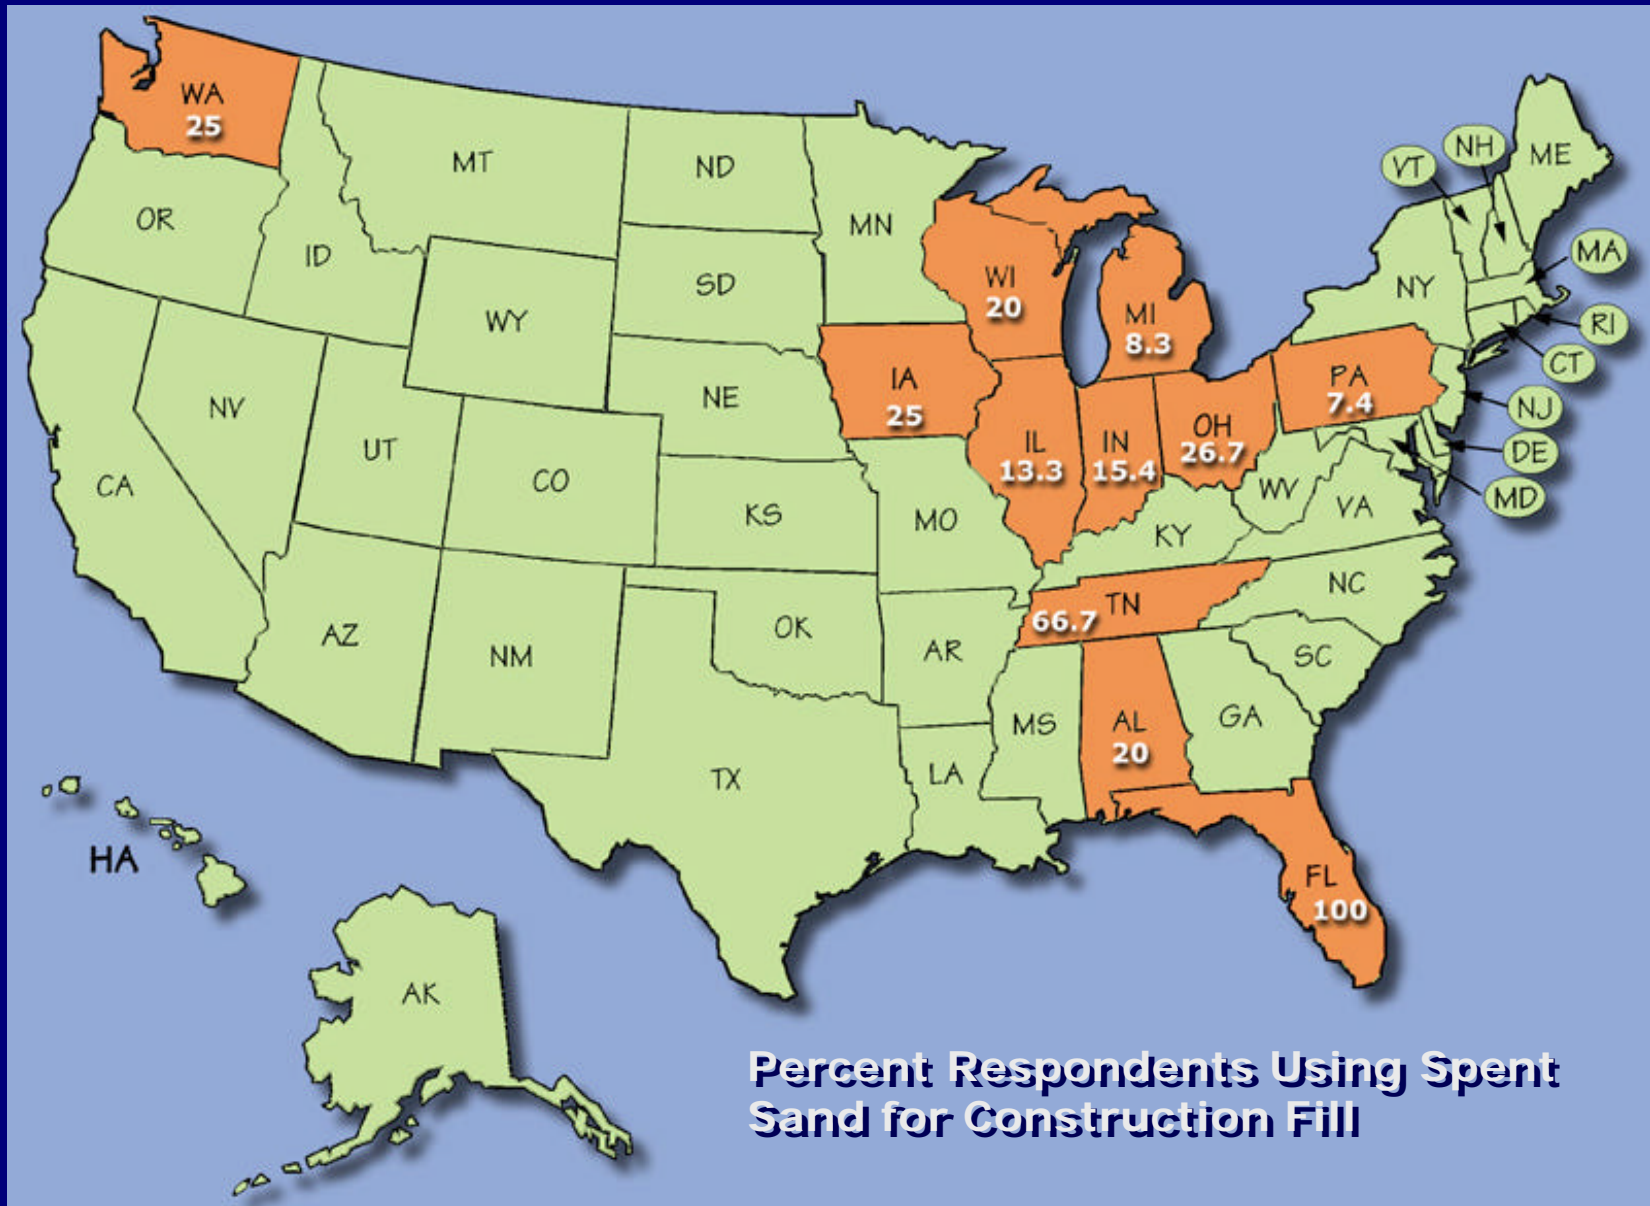 WA
25
MT
ND
MN
VT
NH
ME
OR
ID
WY
SD
WI
20
MI
8.3
NY
MA
RI
CT
NV
UT
NE
IA
25
IL
13.3
IN
15.4
OH
26.7
PA
7.4
NJ
DE
MD
CA
CO
KS
MO
KY
WV
VA
AZ
NM
OK
AR
TN
66.7
NC
SC
TX
LA
MS
AL
20
GA
FL
100
HA
AK
Percent Respondents Using Spent
Sand for Construction Fill